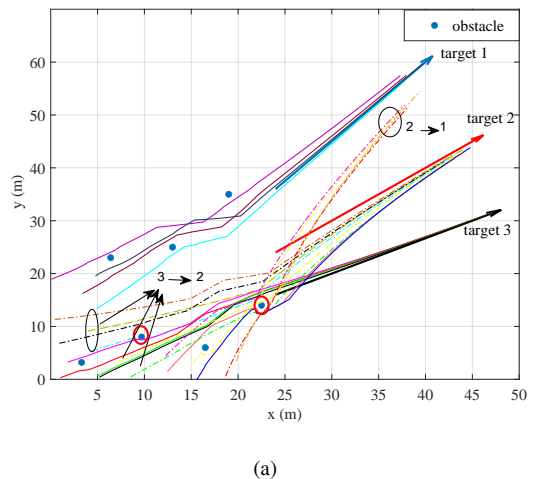 obstacle
target 1
60
50
2 → 1
target 2
40
y (m)
30
target 3
3 → 2
20
10
0
0 5 10 15 20 25 30 35 40 45 50
x (m)
(a)